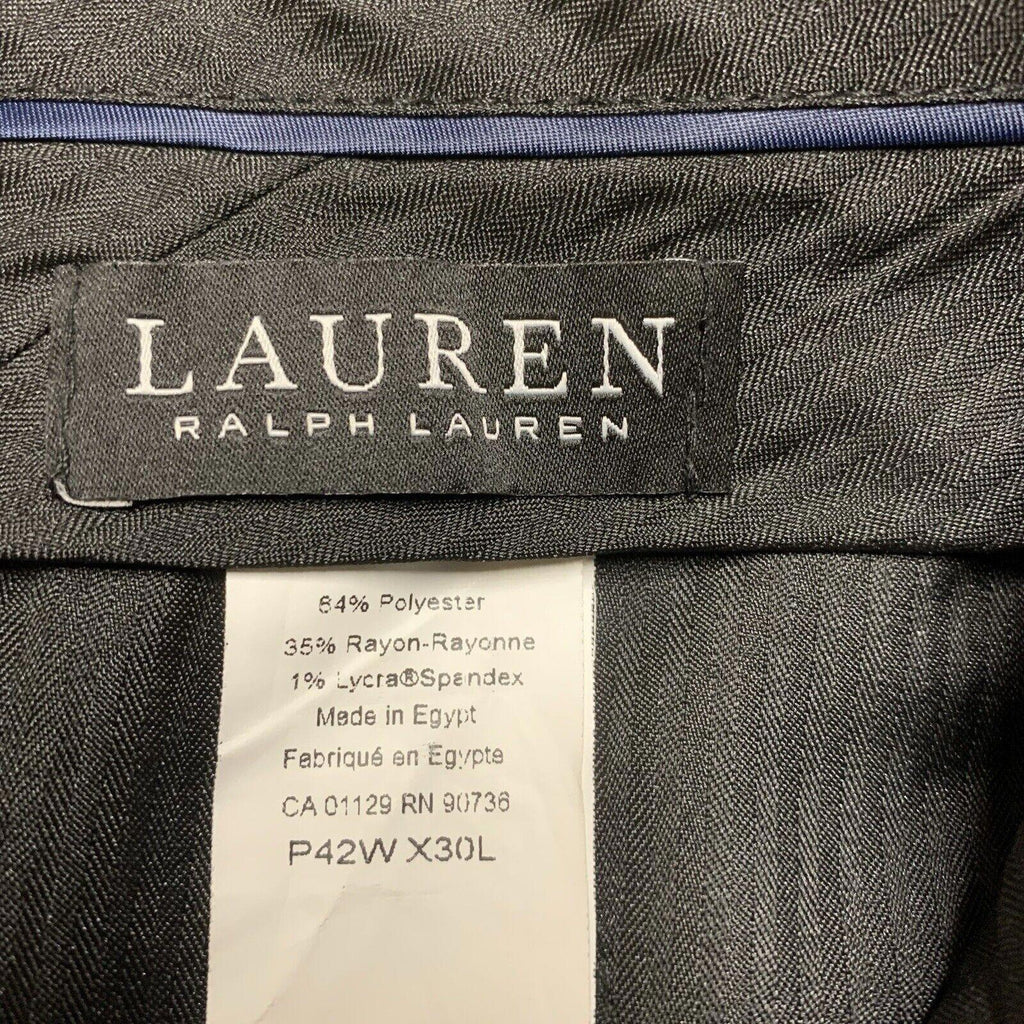 LAUREN
RALPH LAUREN
64% Polyester
35% Rayon-Rayonne
1% Lycra®Spandex
Made in Egypt
Fabriqué en Egypte
CA 01129 RN 90736
P42W X30L